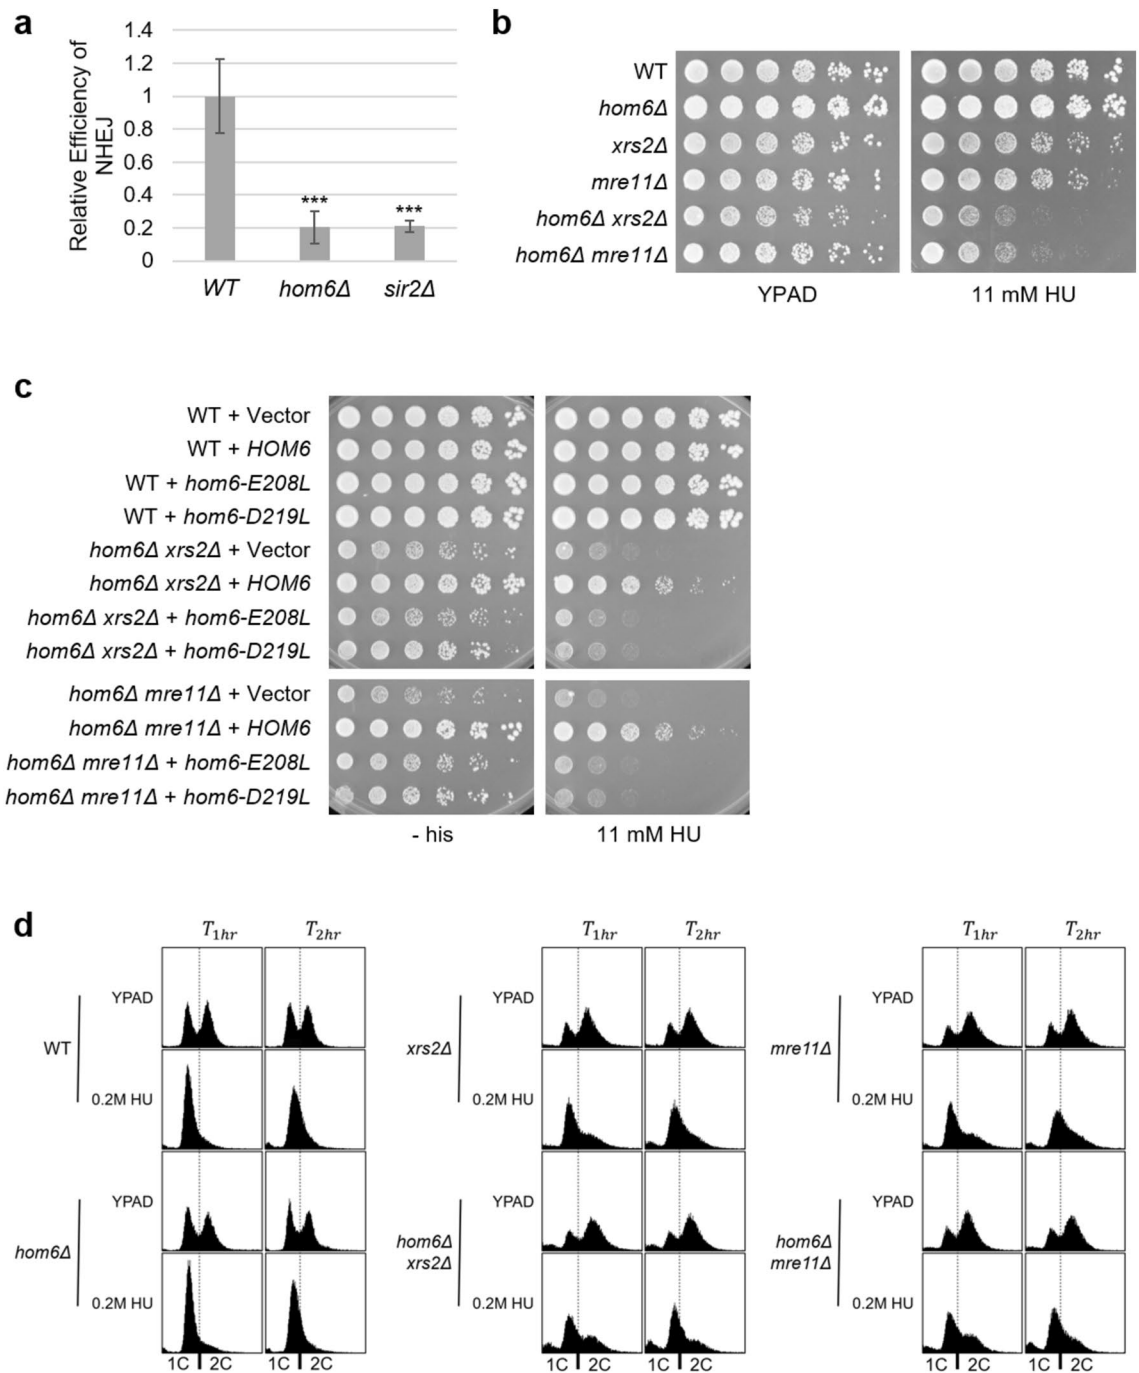 a
Relative Efficiency of
NHEJ
1.4
1.2
1
0.8
0.6
0.4
0.2
0
***
***
WT
hom6Δ
sir2Δ
b
WT
hom6Δ
xrs2Δ
mre11Δ
hom6Δ xrs2Δ
hom6Δ mre11Δ
YPAD
11 mM HU
c
WT + Vector
WT + HOM6
WT + hom6-E208L
WT + hom6-D219L
hom6Δ xrs2Δ + Vector
hom6Δ xrs2Δ + HOM6
hom6Δ xrs2Δ + hom6-E208L
hom6Δ xrs2Δ + hom6-D219L
hom6Δ mre11Δ + Vector
hom6Δ mre11Δ + HOM6
hom6Δ mre11Δ + hom6-E208L
hom6Δ mre11Δ + hom6-D219L
- his
11 mM HU
d
T1hr
T2hr
WT
YPAD
0.2M HU
hom6Δ
YPAD
0.2M HU
1C 2C
1C 2C
T1hr
T2hr
xrs2Δ
YPAD
0.2M HU
hom6Δ
xrs2Δ
YPAD
0.2M HU
1C 2C
1C 2C
T1hr
T2hr
mre11Δ
YPAD
0.2M HU
hom6Δ
mre11Δ
YPAD
0.2M HU
1C 2C
1C 2C